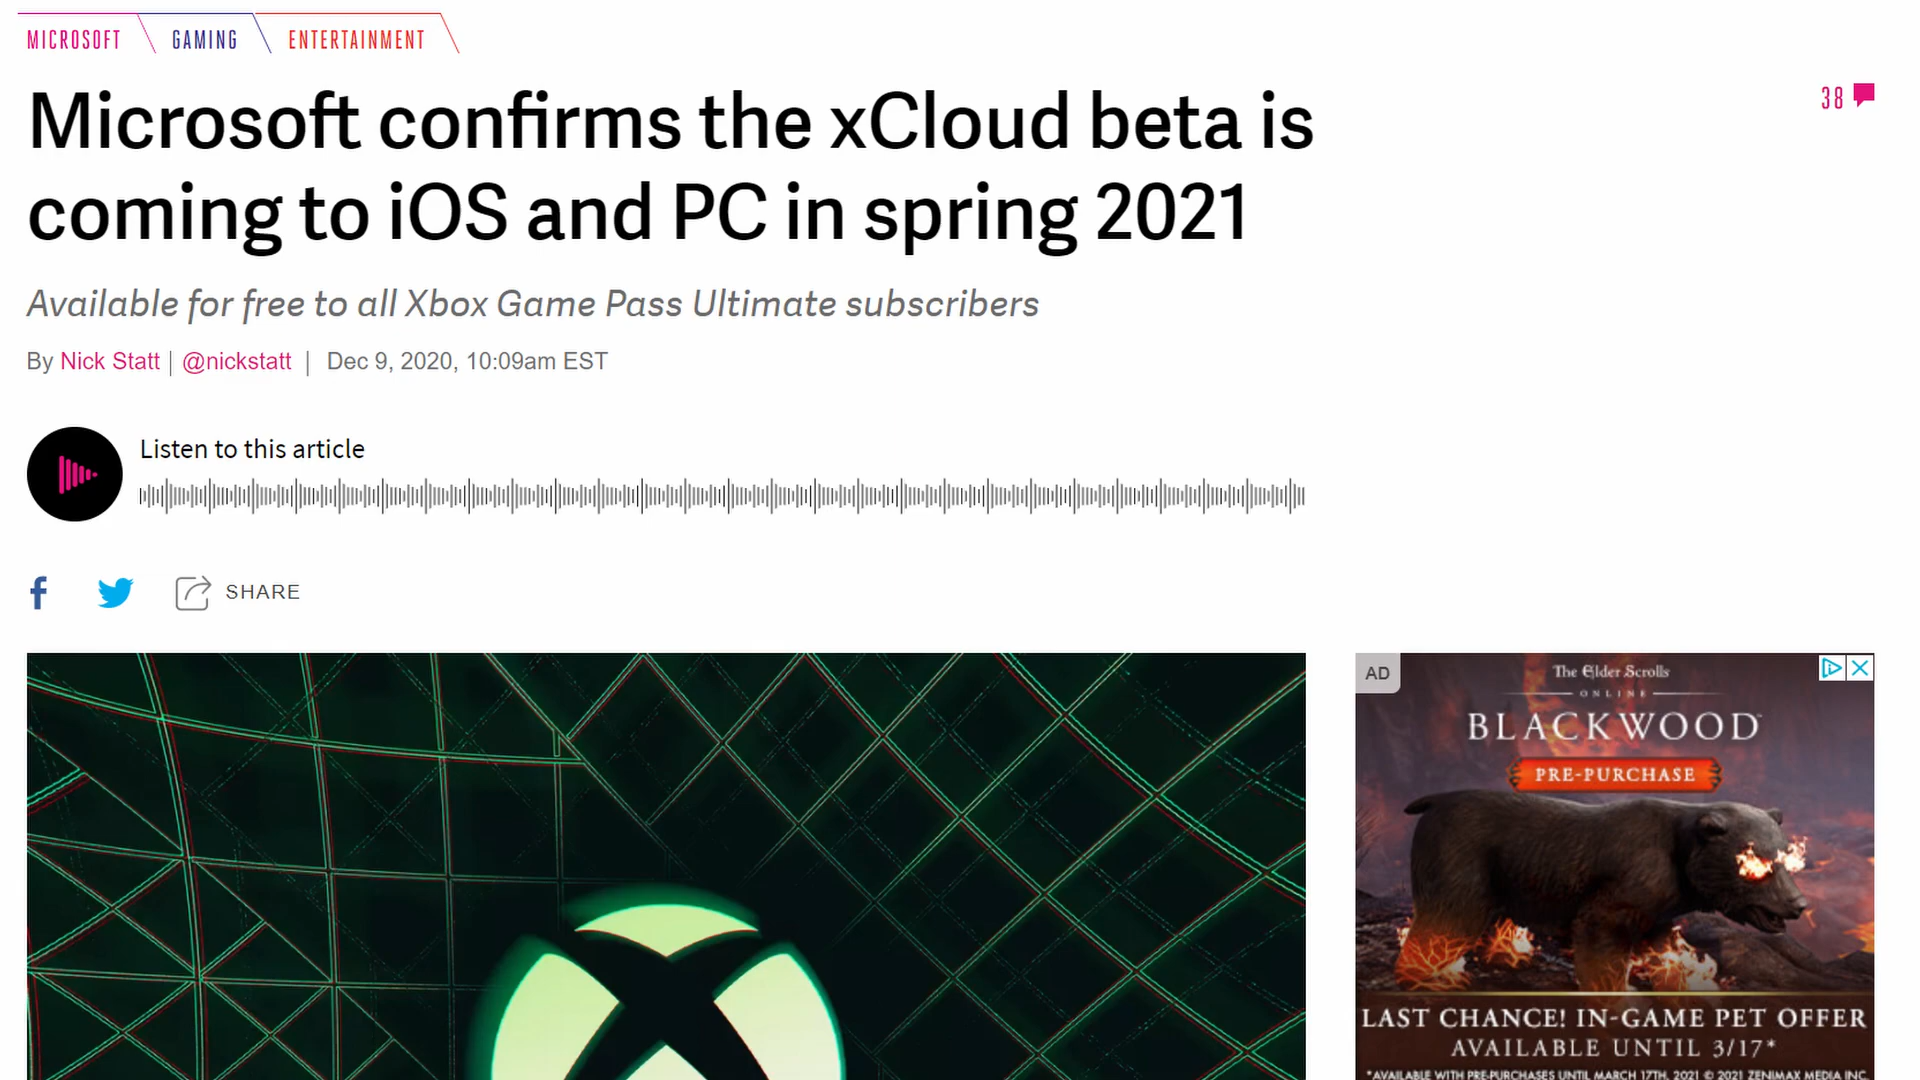 MICROSOFT
GAMING
ENTERTAINMENT
Microsoft confirms the xCloud beta is
coming to iOS and PC in spring 2021
38
Available for free to all Xbox Game Pass Ultimate subscribers
By Nick Statt | @nickstatt | Dec 9, 2020, 10:09am EST
Listen to this article
SHARE
AD
The Elder Scrolls
ONLINE
BLACKWOOD
PRE-PURCHASE
LAST CHANCE! IN-GAME PET OFFER
AVAILABLE UNTIL 3/17*
*AVAILABLE WITH PRE-PURCHASES UNTIL MARCH 17TH, 2021 © 2021 ZENIMAX MEDIA INC.